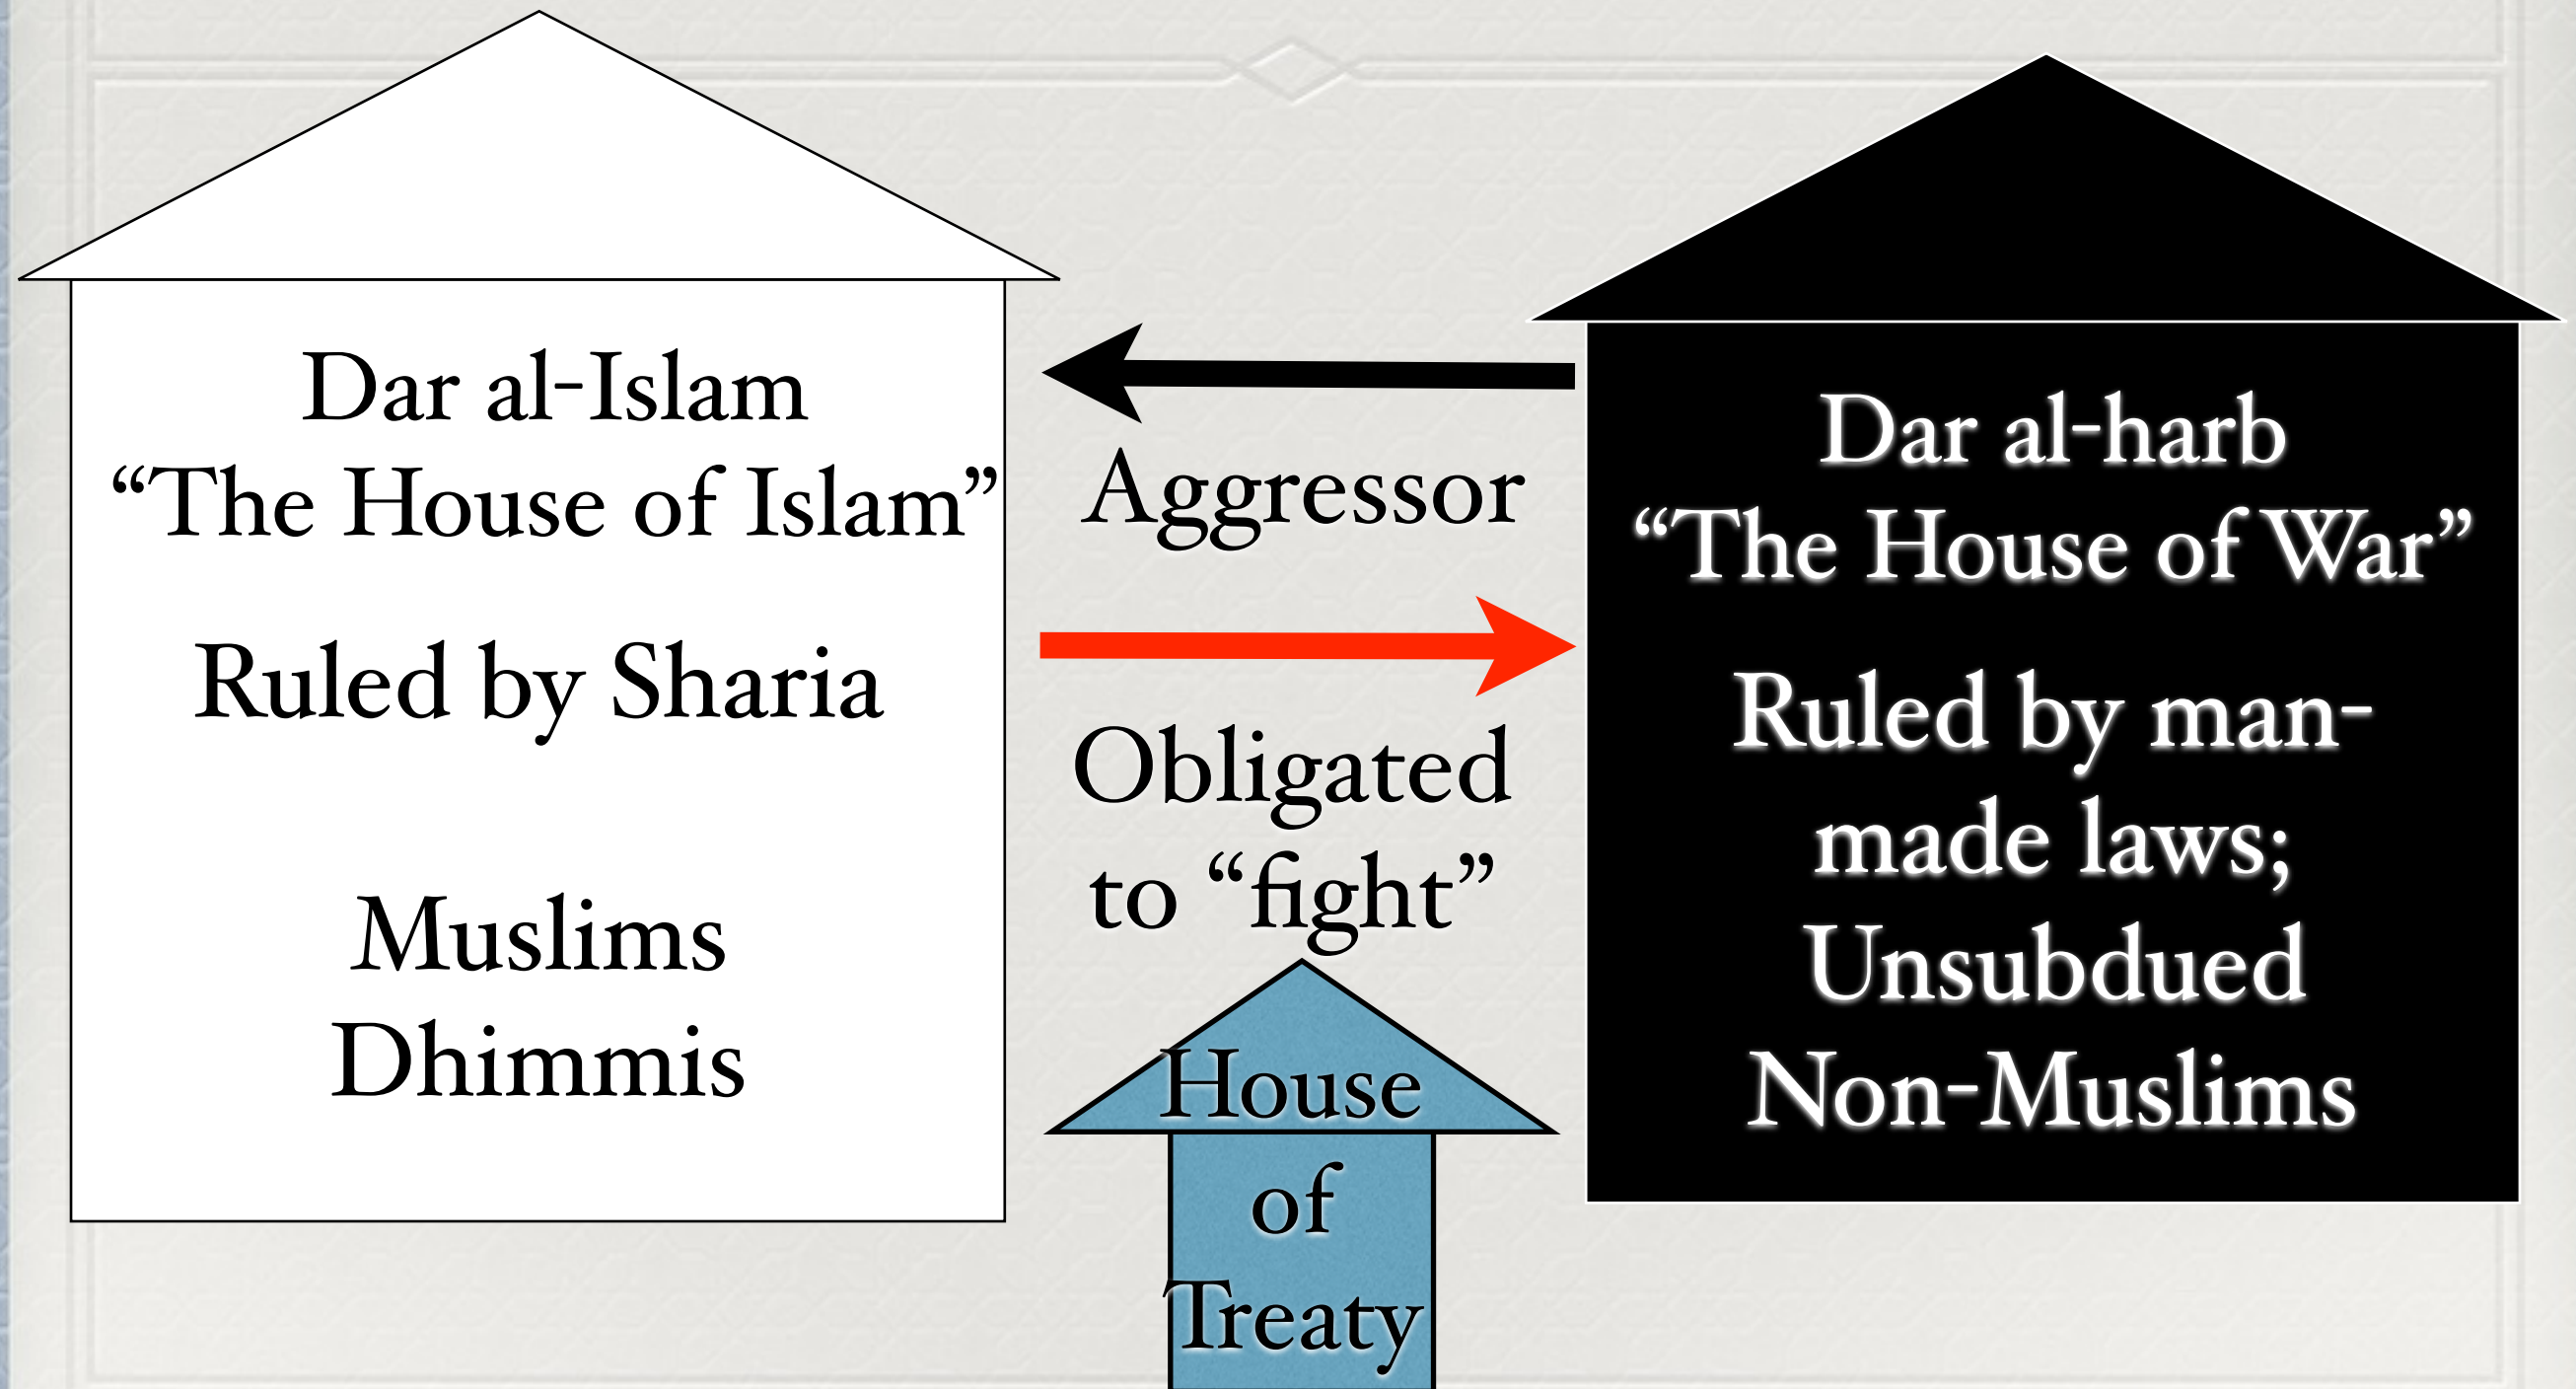 Dar al-Islam
“The House of Islam”
Ruled by Sharia
Muslims
Dhimmis
Aggressor
Obligated
to “fight”
House
of
Treaty
Dar al-harb
“The House of War”
Ruled by man-
made laws;
Unsubdued
Non-Muslims